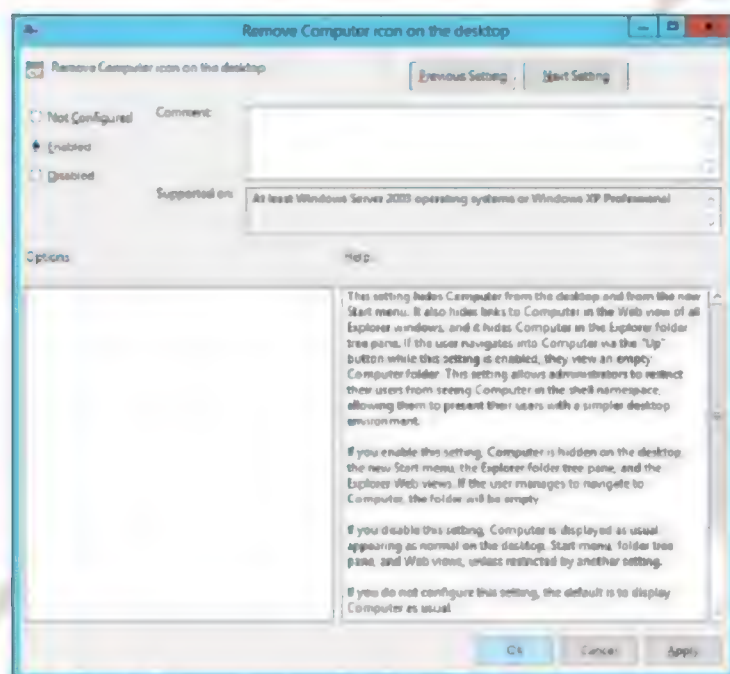 Remove Computer icon on the desktop
Remove Computer icon on the desktop
Previous Setting
Next Setting
Not Configured
Comment:
Enabled
Disabled
Supported on:
At least Windows Server 2003 operating systems or Windows XP Professional
Options:
Help:
This setting hides Computer from the desktop and from the new
Start menu. It also hides links to Computer in the Web view of all
Explorer windows, and it hides Computer in the Explorer folder
tree pane. If the user navigates into Computer via the "Up"
button while this setting is enabled, they view an empty
Computer folder. This setting allows administrators to restrict
their users from seeing Computer in the shell namespace,
allowing them to present their users with a simpler desktop
environment.
If you enable this setting, Computer is hidden on the desktop,
the new Start menu, the Explorer folder tree pane, and the
Explorer Web views. If the user manages to navigate to
Computer, the folder will be empty.
If you disable this setting, Computer is displayed as usual,
appearing as normal on the desktop, Start menu, folder tree
pane, and Web views, unless restricted by another setting.
If you do not configure this setting, the default is to display
Computer as usual.
OK
Cancel
Apply